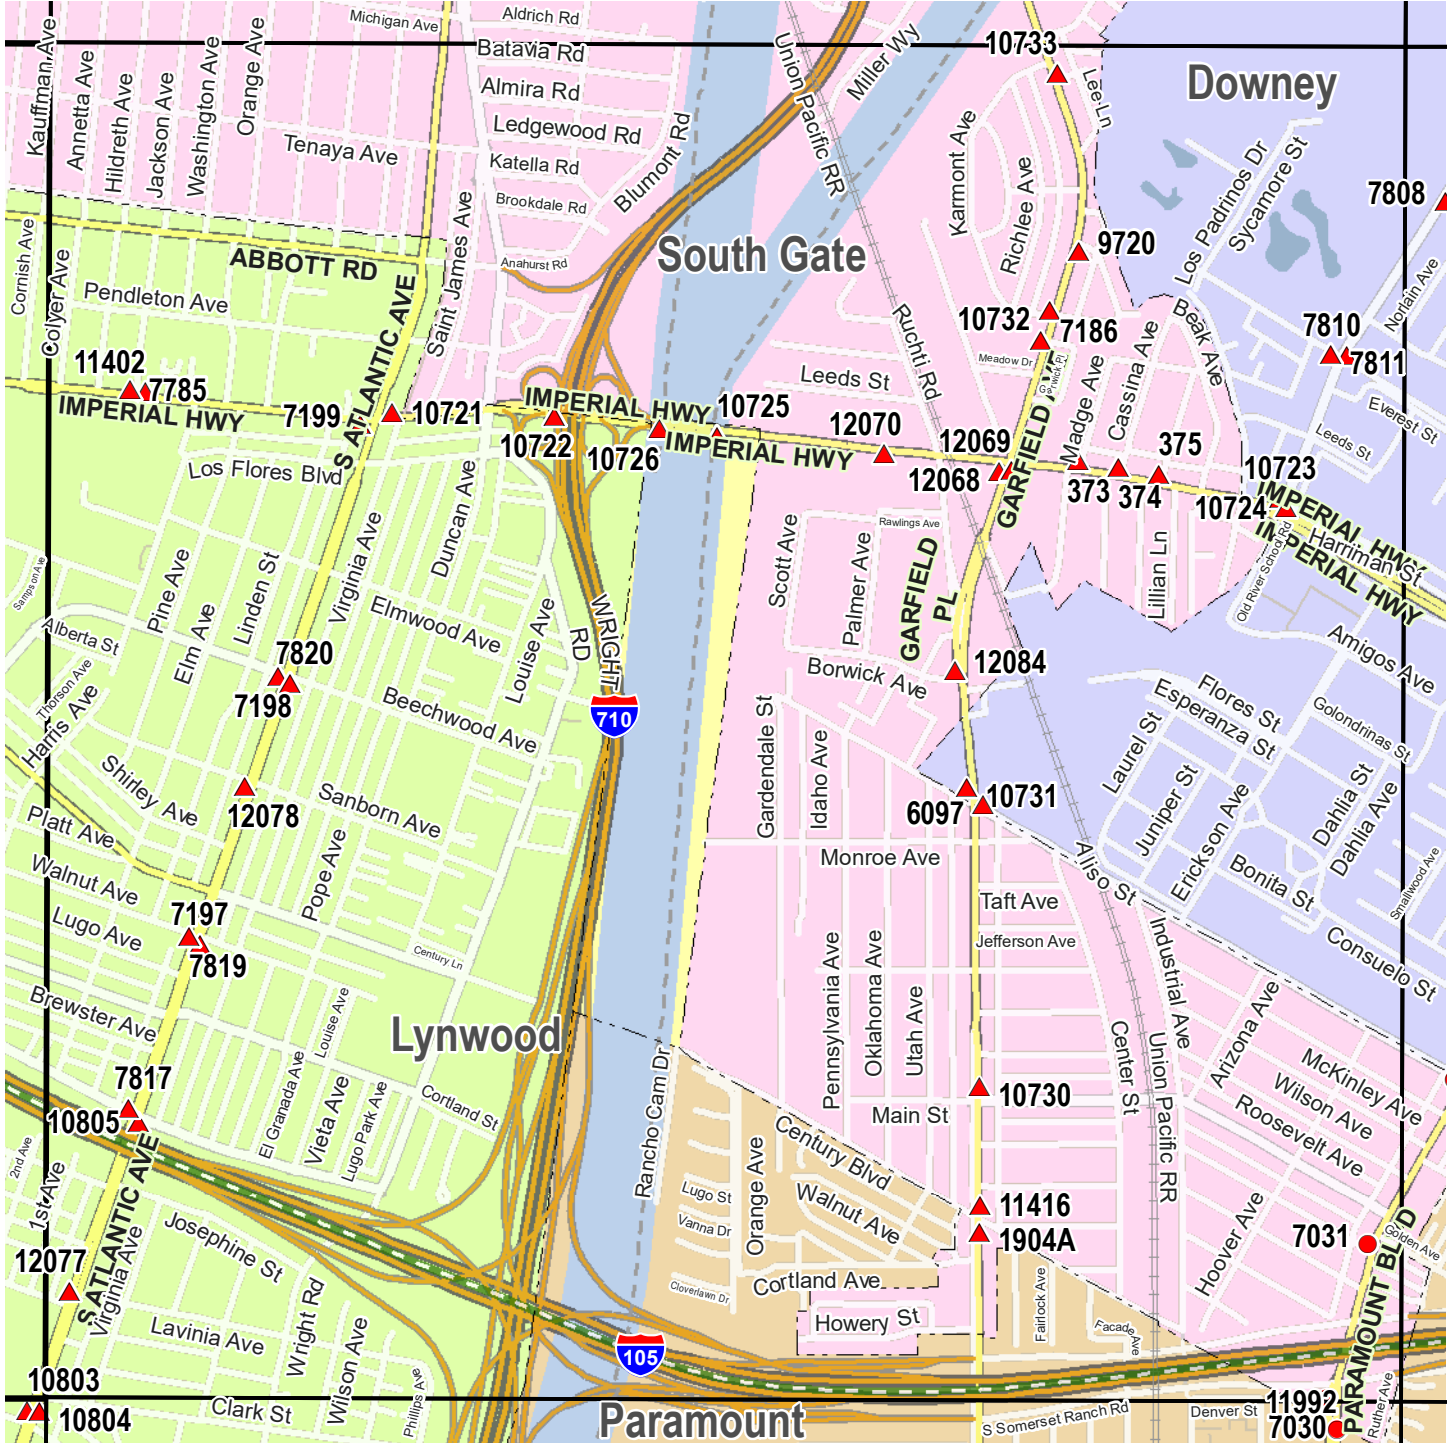 Michigan Ave
Aldrich Rd
Batavia Rd
Almira Rd
Ledgewood Rd
Katella Rd
Brookdale Rd
Anahurst Rd
Blumont Rd
Union Pacific RR
Miller Wy
10733
Lee Ln
Downey
Kauffman Ave
Annetta Ave
Hildreth Ave
Jackson Ave
Washington Ave
Orange Ave
Tenaya Ave
Karmont Ave
Richlee Ave
Los Padrinos Dr
Sycamore St
7808
9720
South Gate
ABBOTT RD
Cornish Ave
Colyer Ave
Pendleton Ave
S ATLANTIC AVE
Saint James Ave
Ruchti Rd
10732
7186
Meadow Dr
Madge Ave
Cassina Ave
Beak Ave
Norlain Ave
7810
7811
Everest St
Leeds St
11402
7785
IMPERIAL HWY
7199
10721
IMPERIAL HWY
10722
10726
10725
IMPERIAL HWY
Leeds St
12070
12069
12068
GARFIELD AVE
373
374
375
10723
10724
IMPERIAL HWY
IMPERIAL HWY
Harriman St
Old River School Rd
Los Flores Blvd
Duncan Ave
Virginia Ave
Sampson Ave
Pine Ave
Linden St
Elm Ave
Alberta St
Thorson Ave
Harris Ave
Elmwood Ave
Louise Ave
WRIGHT RD
Scott Ave
Rawlings Ave
Palmer Ave
GARFIELD PL
Lillian Ln
Amigos Ave
7820
7198
Beechwood Ave
710
Borwick Ave
12084
Flores St
Esperanza St
Golondrinas St
Laurel St
Juniper St
Erickson Ave
Dahlia St
Dahlia Ave
Smallwood Ave
Bonita St
Consuelo St
Shirley Ave
12078
Sanborn Ave
Platt Ave
Pope Ave
Gardendale St
Idaho Ave
6097
10731
Monroe Ave
Aliso St
Taft Ave
Jefferson Ave
Walnut Ave
Lugo Ave
7197
7819
Century Ln
Brewster Ave
Louise Ave
Lynwood
Pennsylvania Ave
Oklahoma Ave
Utah Ave
Center St
Industrial Ave
Union Pacific RR
Arizona Ave
McKinley Ave
Wilson Ave
Roosevelt Ave
10730
Main St
7817
10805
El Granada Ave
Vieta Ave
Lugo Park Ave
Cortland St
Rancho Cam Dr
Century Blvd
Orange Ave
Walnut Ave
Lugo St
Vanna Dr
Cloverlawn Dr
11416
1904A
Hoover Ave
7031
Golden Ave
2nd Ave
1st Ave
S ATLANTIC AVE
Virginia Ave
Josephine St
12077
Lavinia Ave
Wright Rd
Wilson Ave
Phillips Ave
Cortland Ave
Howery St
Fairlock Ave
Facade Ave
PARAMOUNT BLVD
105
10803
10804
Clark St
Paramount
S Somerset Ranch Rd
Denver St
11992
7030
Ruther Ave